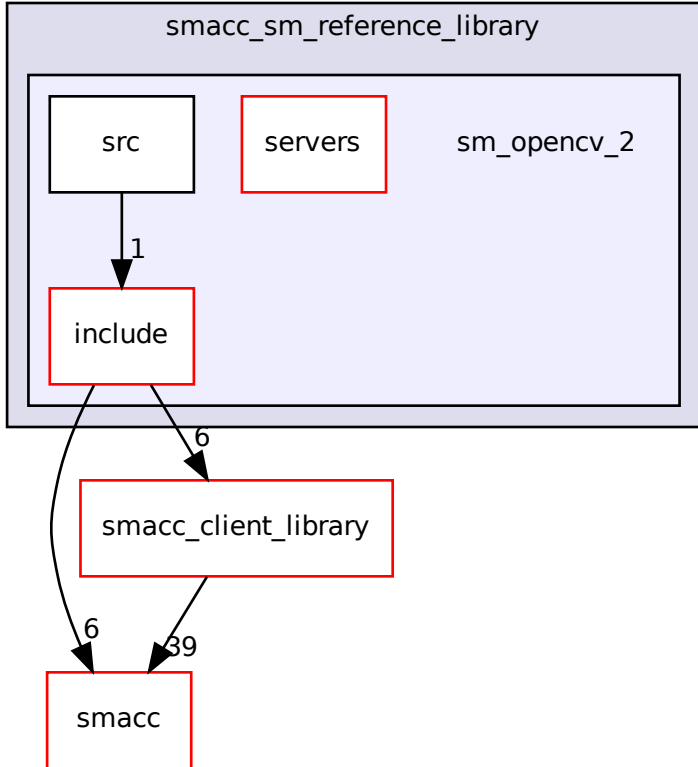 smacc_sm_reference_library
src
servers
sm_opencv_2
1
include
6
smacc_client_library
6
39
smacc